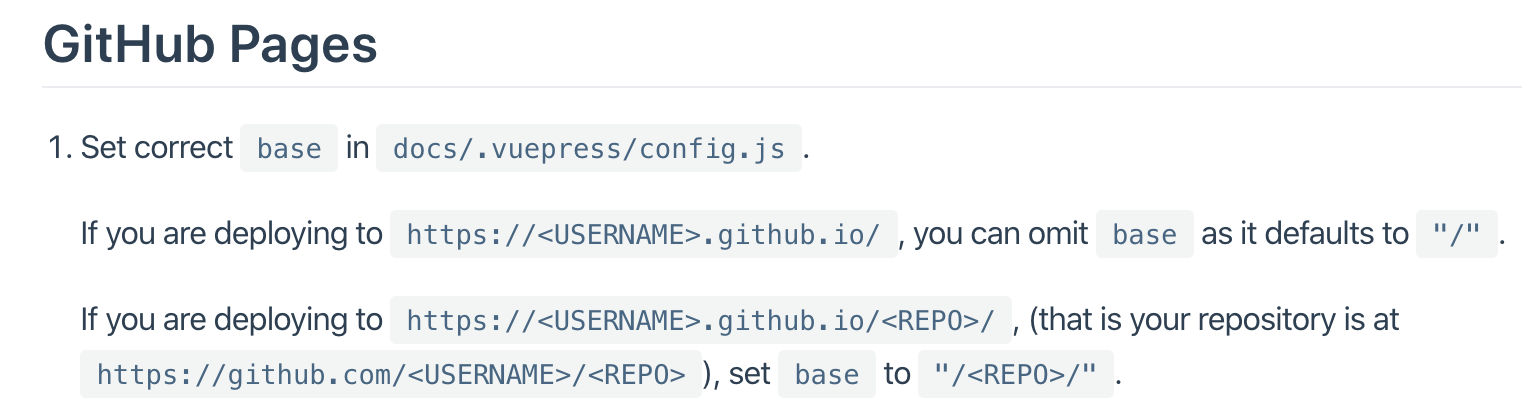 GitHub Pages
1. Set correct base in docs/.vuepress/config.js .
If you are deploying to https://<USERNAME>.github.io/ , you can omit base as it defaults to "/" .
If you are deploying to https://<USERNAME>.github.io/<REPO>/ , (that is your repository is at
https://github.com/<USERNAME>/<REPO> ), set base to "/<REPO>/" .